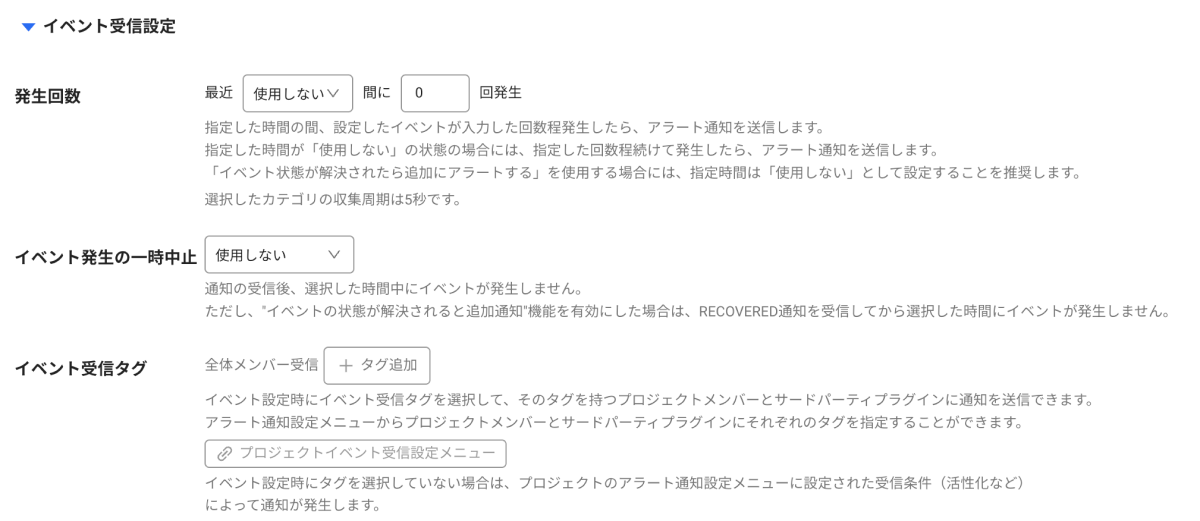 イベント受信設定
発生回数 最近 使用しない 間に 0 回発生
指定した時間の間、設定したイベントが入力した回数程発生したら、アラート通知を送信します。
指定した時間が「使用しない」の状態の場合には、指定した回数程続けて発生したら、アラート通知を送信します。
「イベント状態が解決されたら追加にアラートする」を使用する場合には、指定時間は「使用しない」として設定することを推奨します。
選択したカテゴリの収集周期は5秒です。
イベント発生の一時中止 使用しない
通知の受信後、選択した時間中にイベントが発生しません。
ただし、"イベントの状態が解決されると追加通知"機能を有効にした場合は、RECOVERED通知を受信してから選択した時間にイベントが発生しません。
イベント受信タグ 全体メンバー受信 + タグ追加
イベント設定時にイベント受信タグを選択して、そのタグを持つプロジェクトメンバーとサードパーティプラグインに通知を送信できます。
アラート通知設定メニューからプロジェクトメンバーとサードパーティプラグインにそれぞれのタグを指定することができます。
プロジェクトイベント受信設定メニュー
イベント設定時にタグを選択していない場合は、プロジェクトのアラート通知設定メニューに設定された受信条件（活性化など）
によって通知が発生します。